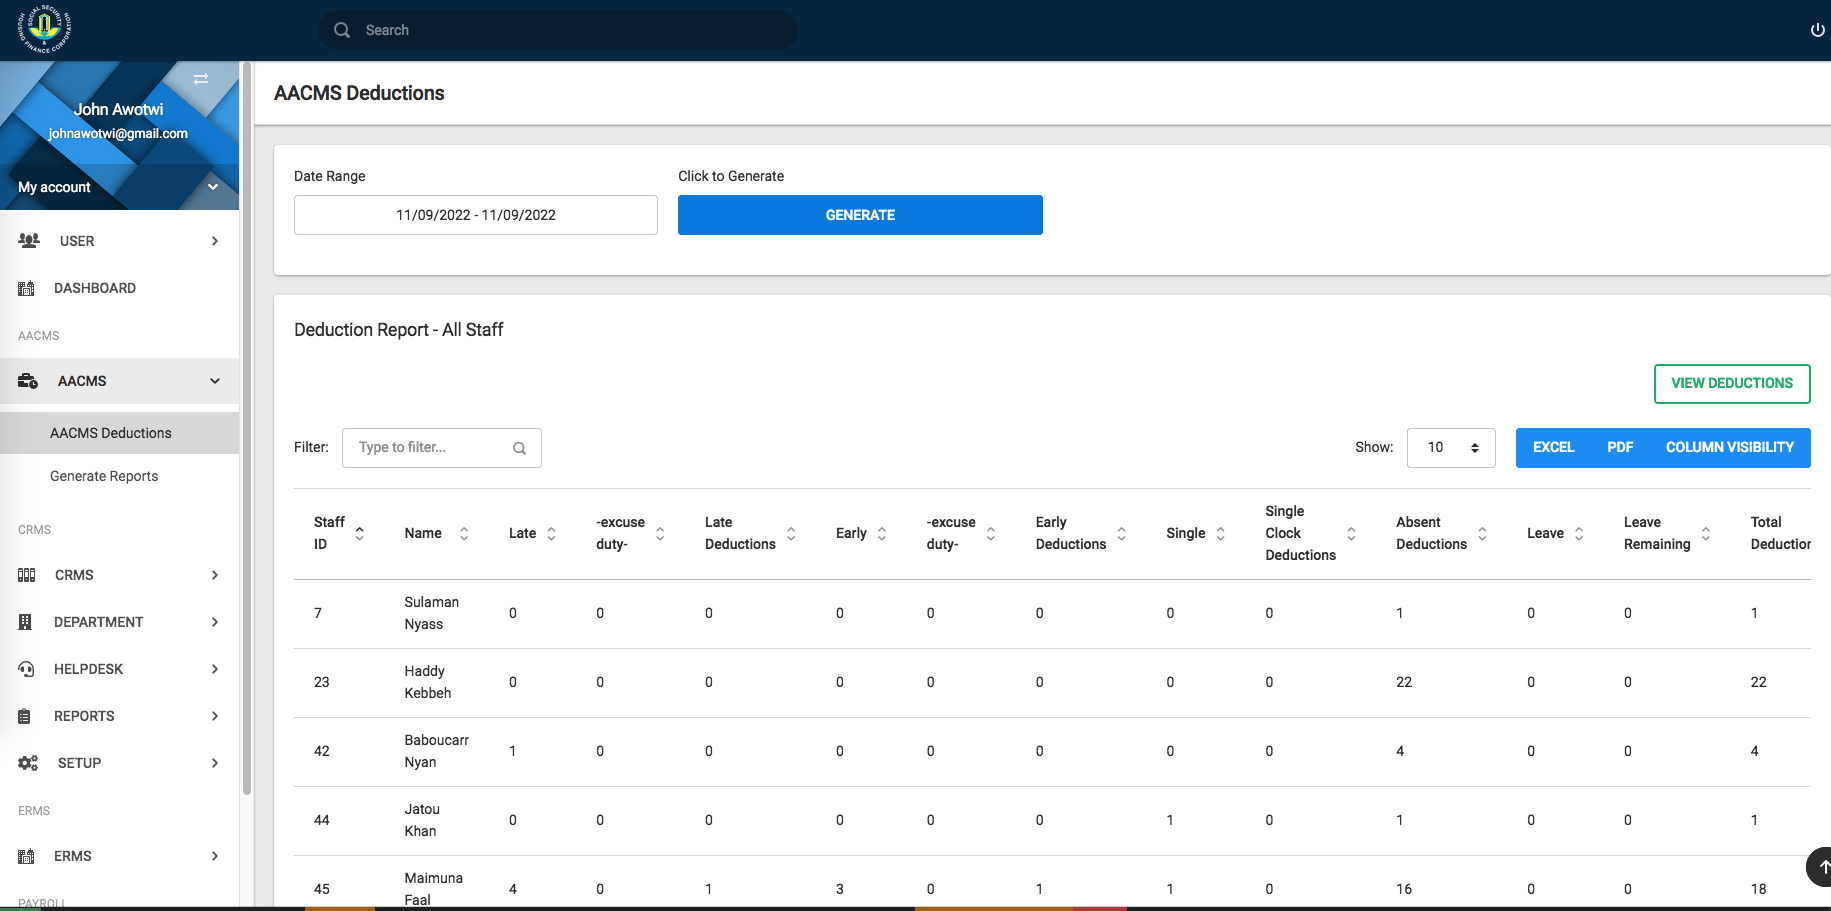 SOCIAL SECURITY
HOUSING FINANCE CORPORATION
&
Search
John Awotwi
johnawotwi@gmail.com
My account
USER
DASHBOARD
AACMS
AACMS
AACMS Deductions
Generate Reports
CRMS
CRMS
DEPARTMENT
HELPDESK
REPORTS
SETUP
ERMS
ERMS
PAYROLL
AACMS Deductions
Date Range
Click to Generate
11/09/2022 - 11/09/2022
GENERATE
Deduction Report - All Staff
VIEW DEDUCTIONS
Filter: Type to filter... Show: 10 EXCEL PDF COLUMN VISIBILITY
Staff ID Name Late -excuse duty- Late Deductions Early -excuse duty- Early Deductions Single Single Clock Deductions Absent Deductions Leave Leave Remaining Total Deduction
7 Sulaman Nyass 0 0 0 0 0 0 0 0 1 0 0 1
23 Haddy Kebbeh 0 0 0 0 0 0 0 0 22 0 0 22
42 Baboucarr Nyan 1 0 0 0 0 0 0 0 4 0 0 4
44 Jatou Khan 0 0 0 0 0 0 1 0 1 0 0 1
45 Maimuna Faal 4 0 1 3 0 1 1 0 16 0 0 18